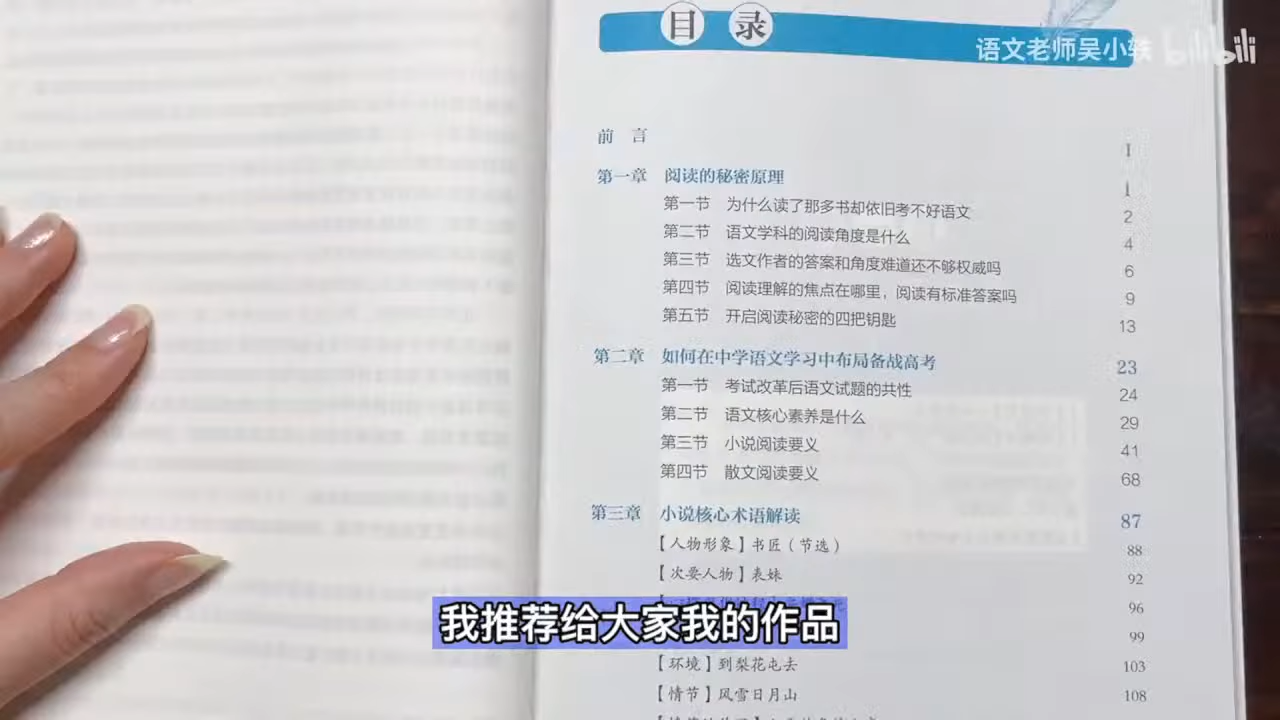 目录
语文老师吴小轶 bilibili
前言 I
第一章 阅读的秘密原理 1
第一节 为什么读了那多书却依旧考不好语文 2
第二节 语文学科的阅读角度是什么 4
第三节 选文作者的答案和角度难道还不够权威吗 6
第四节 阅读理解的焦点在哪里，阅读有标准答案吗 9
第五节 开启阅读秘密的四把钥匙 13
第二章 如何在中学语文学习中布局备战高考 23
第一节 考试改革后语文试题的共性 24
第二节 语文核心素养是什么 29
第三节 小说阅读要义 41
第四节 散文阅读要义 68
第三章 小说核心术语解读 87
【人物形象】书匠（节选） 88
【次要人物】表妹 92
96
我推荐给大家我的作品
99
【环境】到梨花屯去 103
【情节】风雪日月山 108